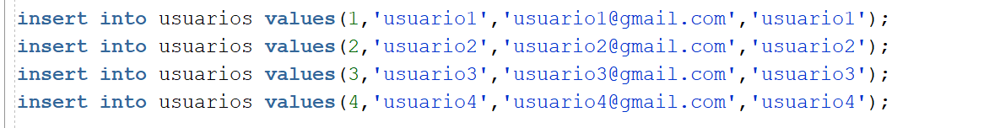 insert into usuarios values(1,'usuario1','usuario1@gmail.com','usuario1');
insert into usuarios values(2,'usuario2','usuario2@gmail.com','usuario2');
insert into usuarios values(3,'usuario3','usuario3@gmail.com','usuario3');
insert into usuarios values(4,'usuario4','usuario4@gmail.com','usuario4');